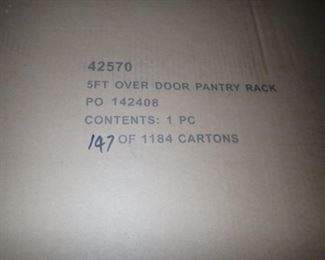 42570
5FT OVER DOOR PANTRY RACK
PO 142408
CONTENTS: 1 PC
147 OF 1184 CARTONS